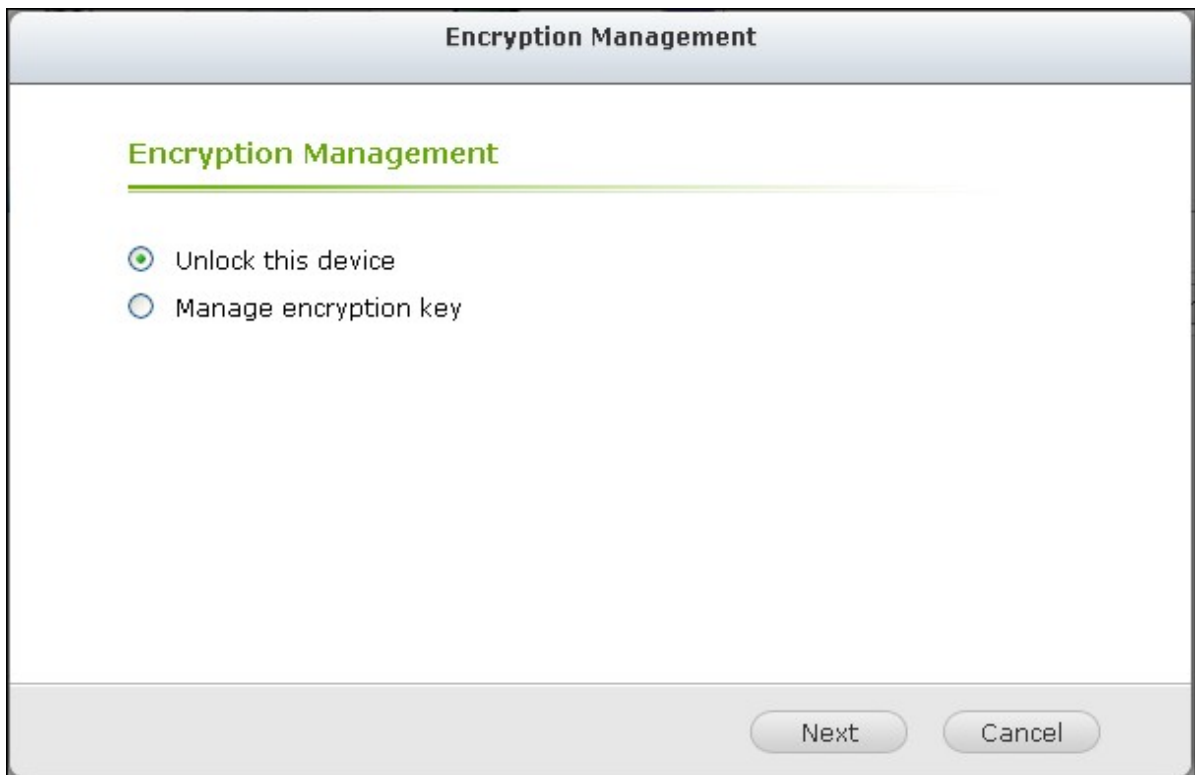 Encryption Management
Encryption Management
Unlock this device
Manage encryption key
Next Cancel